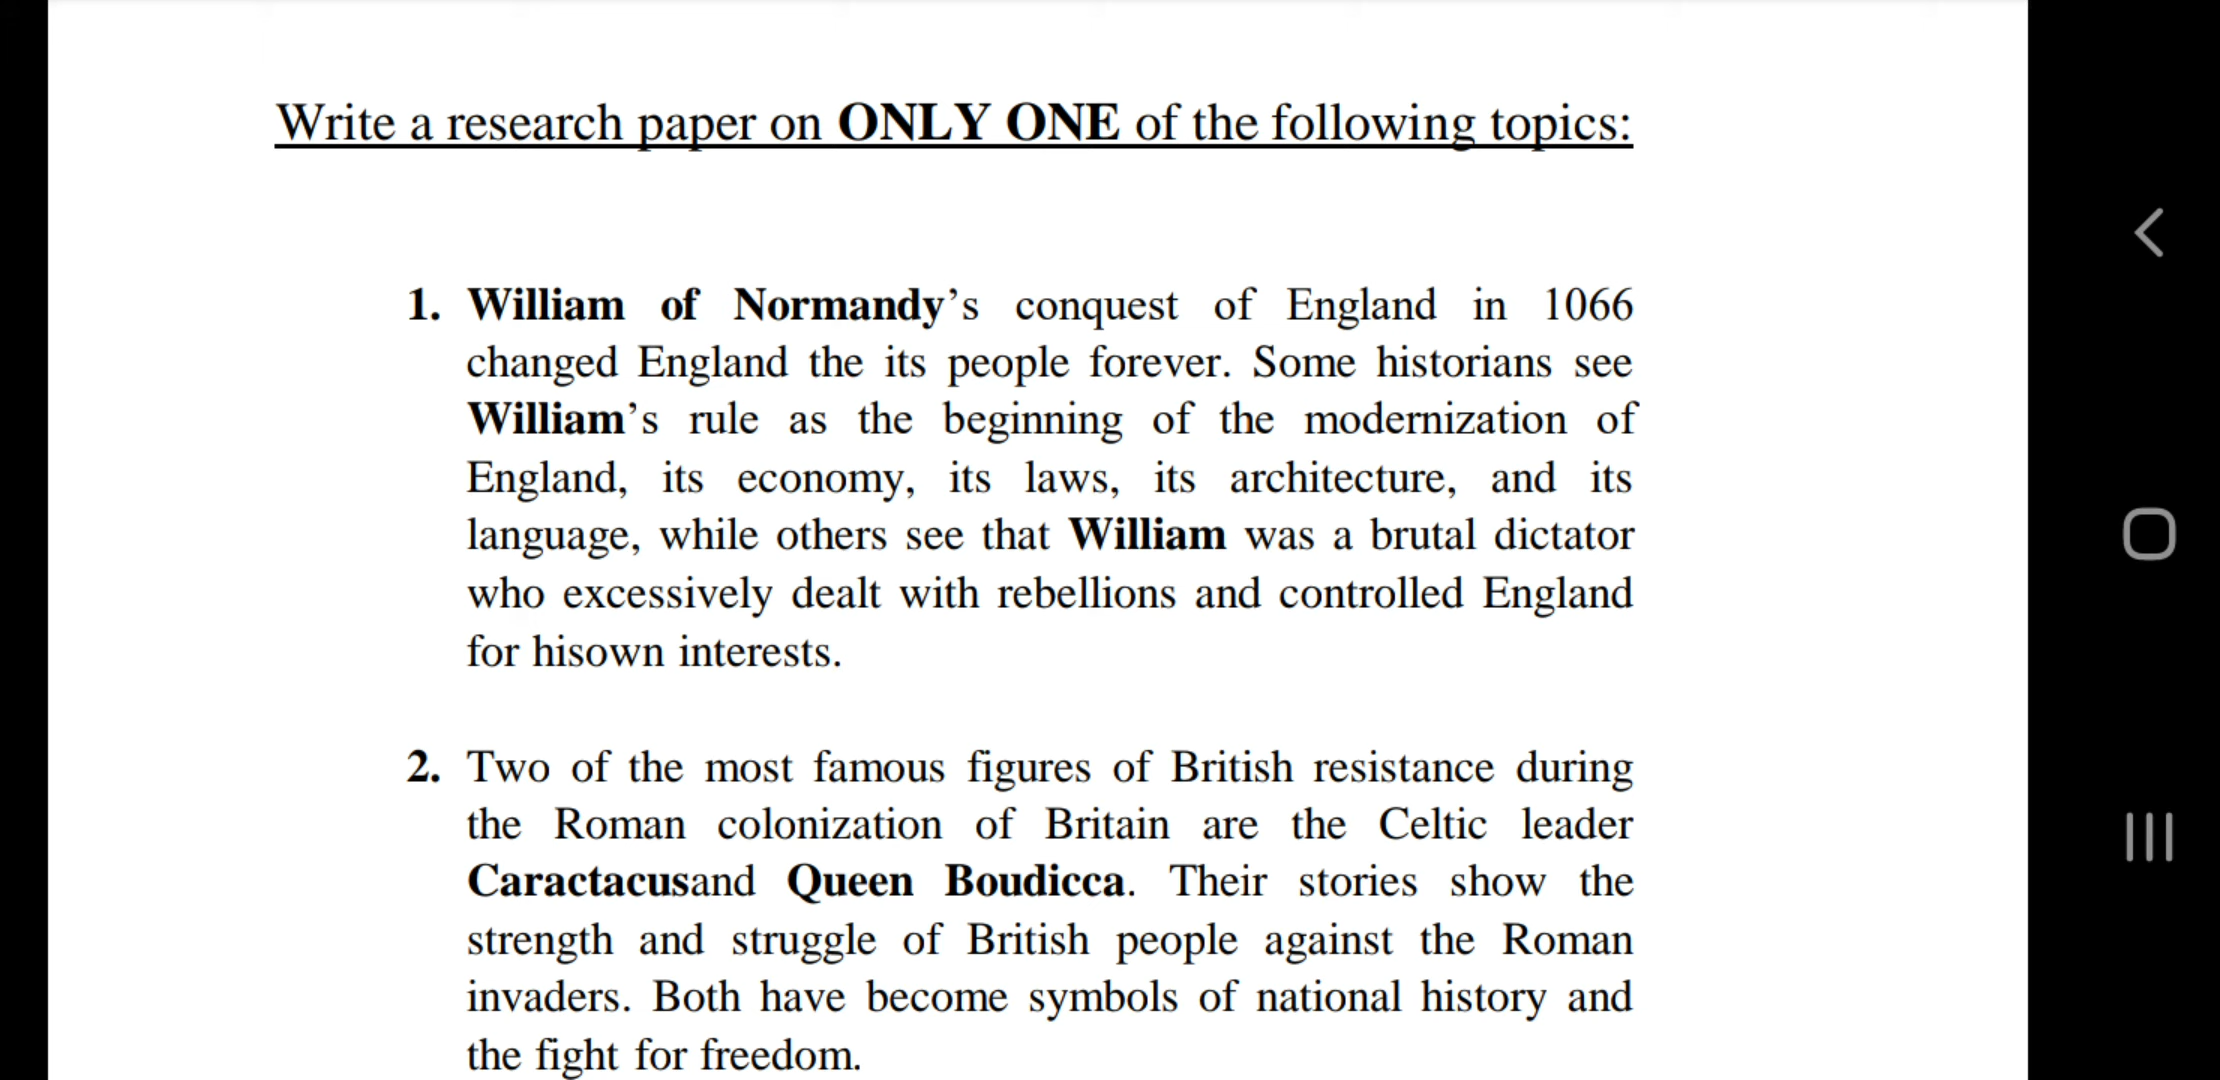 Write a research paper on ONLY ONE of the following topics:
1. William of Normandy’s conquest of England in 1066
changed England the its people forever. Some historians see
William’s rule as the beginning of the modernization of
England, its economy, its laws, its architecture, and its
language, while others see that William was a brutal dictator
who excessively dealt with rebellions and controlled England
for hisown interests.
2. Two of the most famous figures of British resistance during
the Roman colonization of Britain are the Celtic leader
Caractacusand Queen Boudicca. Their stories show the
strength and struggle of British people against the Roman
invaders. Both have become symbols of national history and
the fight for freedom.